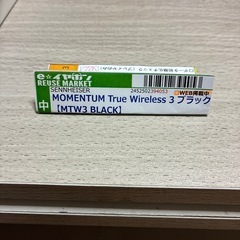 e☆イヤホン
REUSE MARKET
SENNHEISER
2452502394053
WEB掲載中
中
MOMENTUM True Wireless 3 ブラック
【MTW3 BLACK】